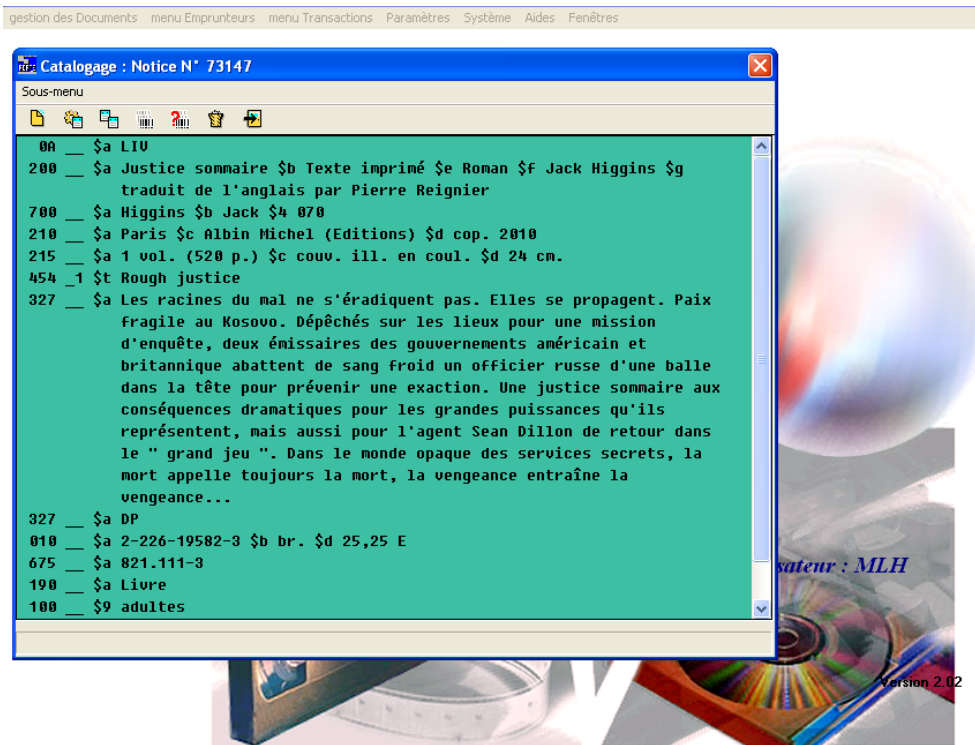 gestion des Documents menu Emprunteurs menu Transactions Paramètres Système Aides Fenêtres
Catalogage : Notice N° 73147
Sous-menu
0A __ $a LIV
200 __ $a Justice sommaire $b Texte imprimé $e Roman $f Jack Higgins $g
traduit de l'anglais par Pierre Reignier
700 __ $a Higgins $b Jack $4 070
210 __ $a Paris $c Albin Michel (Editions) $d cop. 2010
215 __ $a 1 vol. (520 p.) $c couv. ill. en coul. $d 24 cm.
454 _1 $t Rough justice
327 __ $a Les racines du mal ne s'éradiquent pas. Elles se propagent. Paix
fragile au Kosovo. Dépêchés sur les lieux pour une mission
d'enquête, deux émissaires des gouvernements américain et
britannique abattent de sang froid un officier russe d'une balle
dans la tête pour prévenir une exaction. Une justice sommaire aux
conséquences dramatiques pour les grandes puissances qu'ils
représentent, mais aussi pour l'agent Sean Dillon de retour dans
le " grand jeu ". Dans le monde opaque des services secrets, la
mort appelle toujours la mort, la vengeance entraîne la
vengeance...
327 __ $a DP
010 __ $a 2-226-19582-3 $b br. $d 25,25 E
675 __ $a 821.111-3
190 __ $a Livre
100 __ $9 adultes
sateur : MLH
Version 2.02